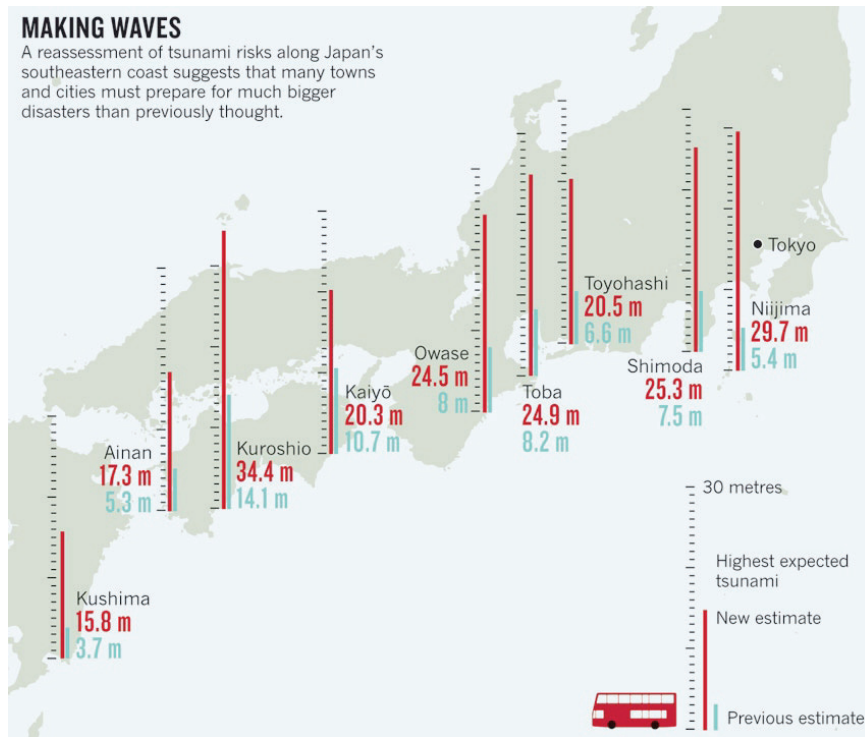 MAKING WAVES
A reassessment of tsunami risks along Japan's
southeastern coast suggests that many towns
and cities must prepare for much bigger
disasters than previously thought.
Tokyo
Toyohashi
20.5 m
6.6 m
Niijima
29.7 m
5.4 m
Owase
24.5 m
8 m
Shimoda
25.3 m
7.5 m
Toba
24.9 m
8.2 m
Kaiyō
20.3 m
10.7 m
Ainan
17.3 m
5.3 m
Kuroshio
34.4 m
14.1 m
Kushima
15.8 m
3.7 m
30 metres
Highest expected
tsunami
New estimate
Previous estimate